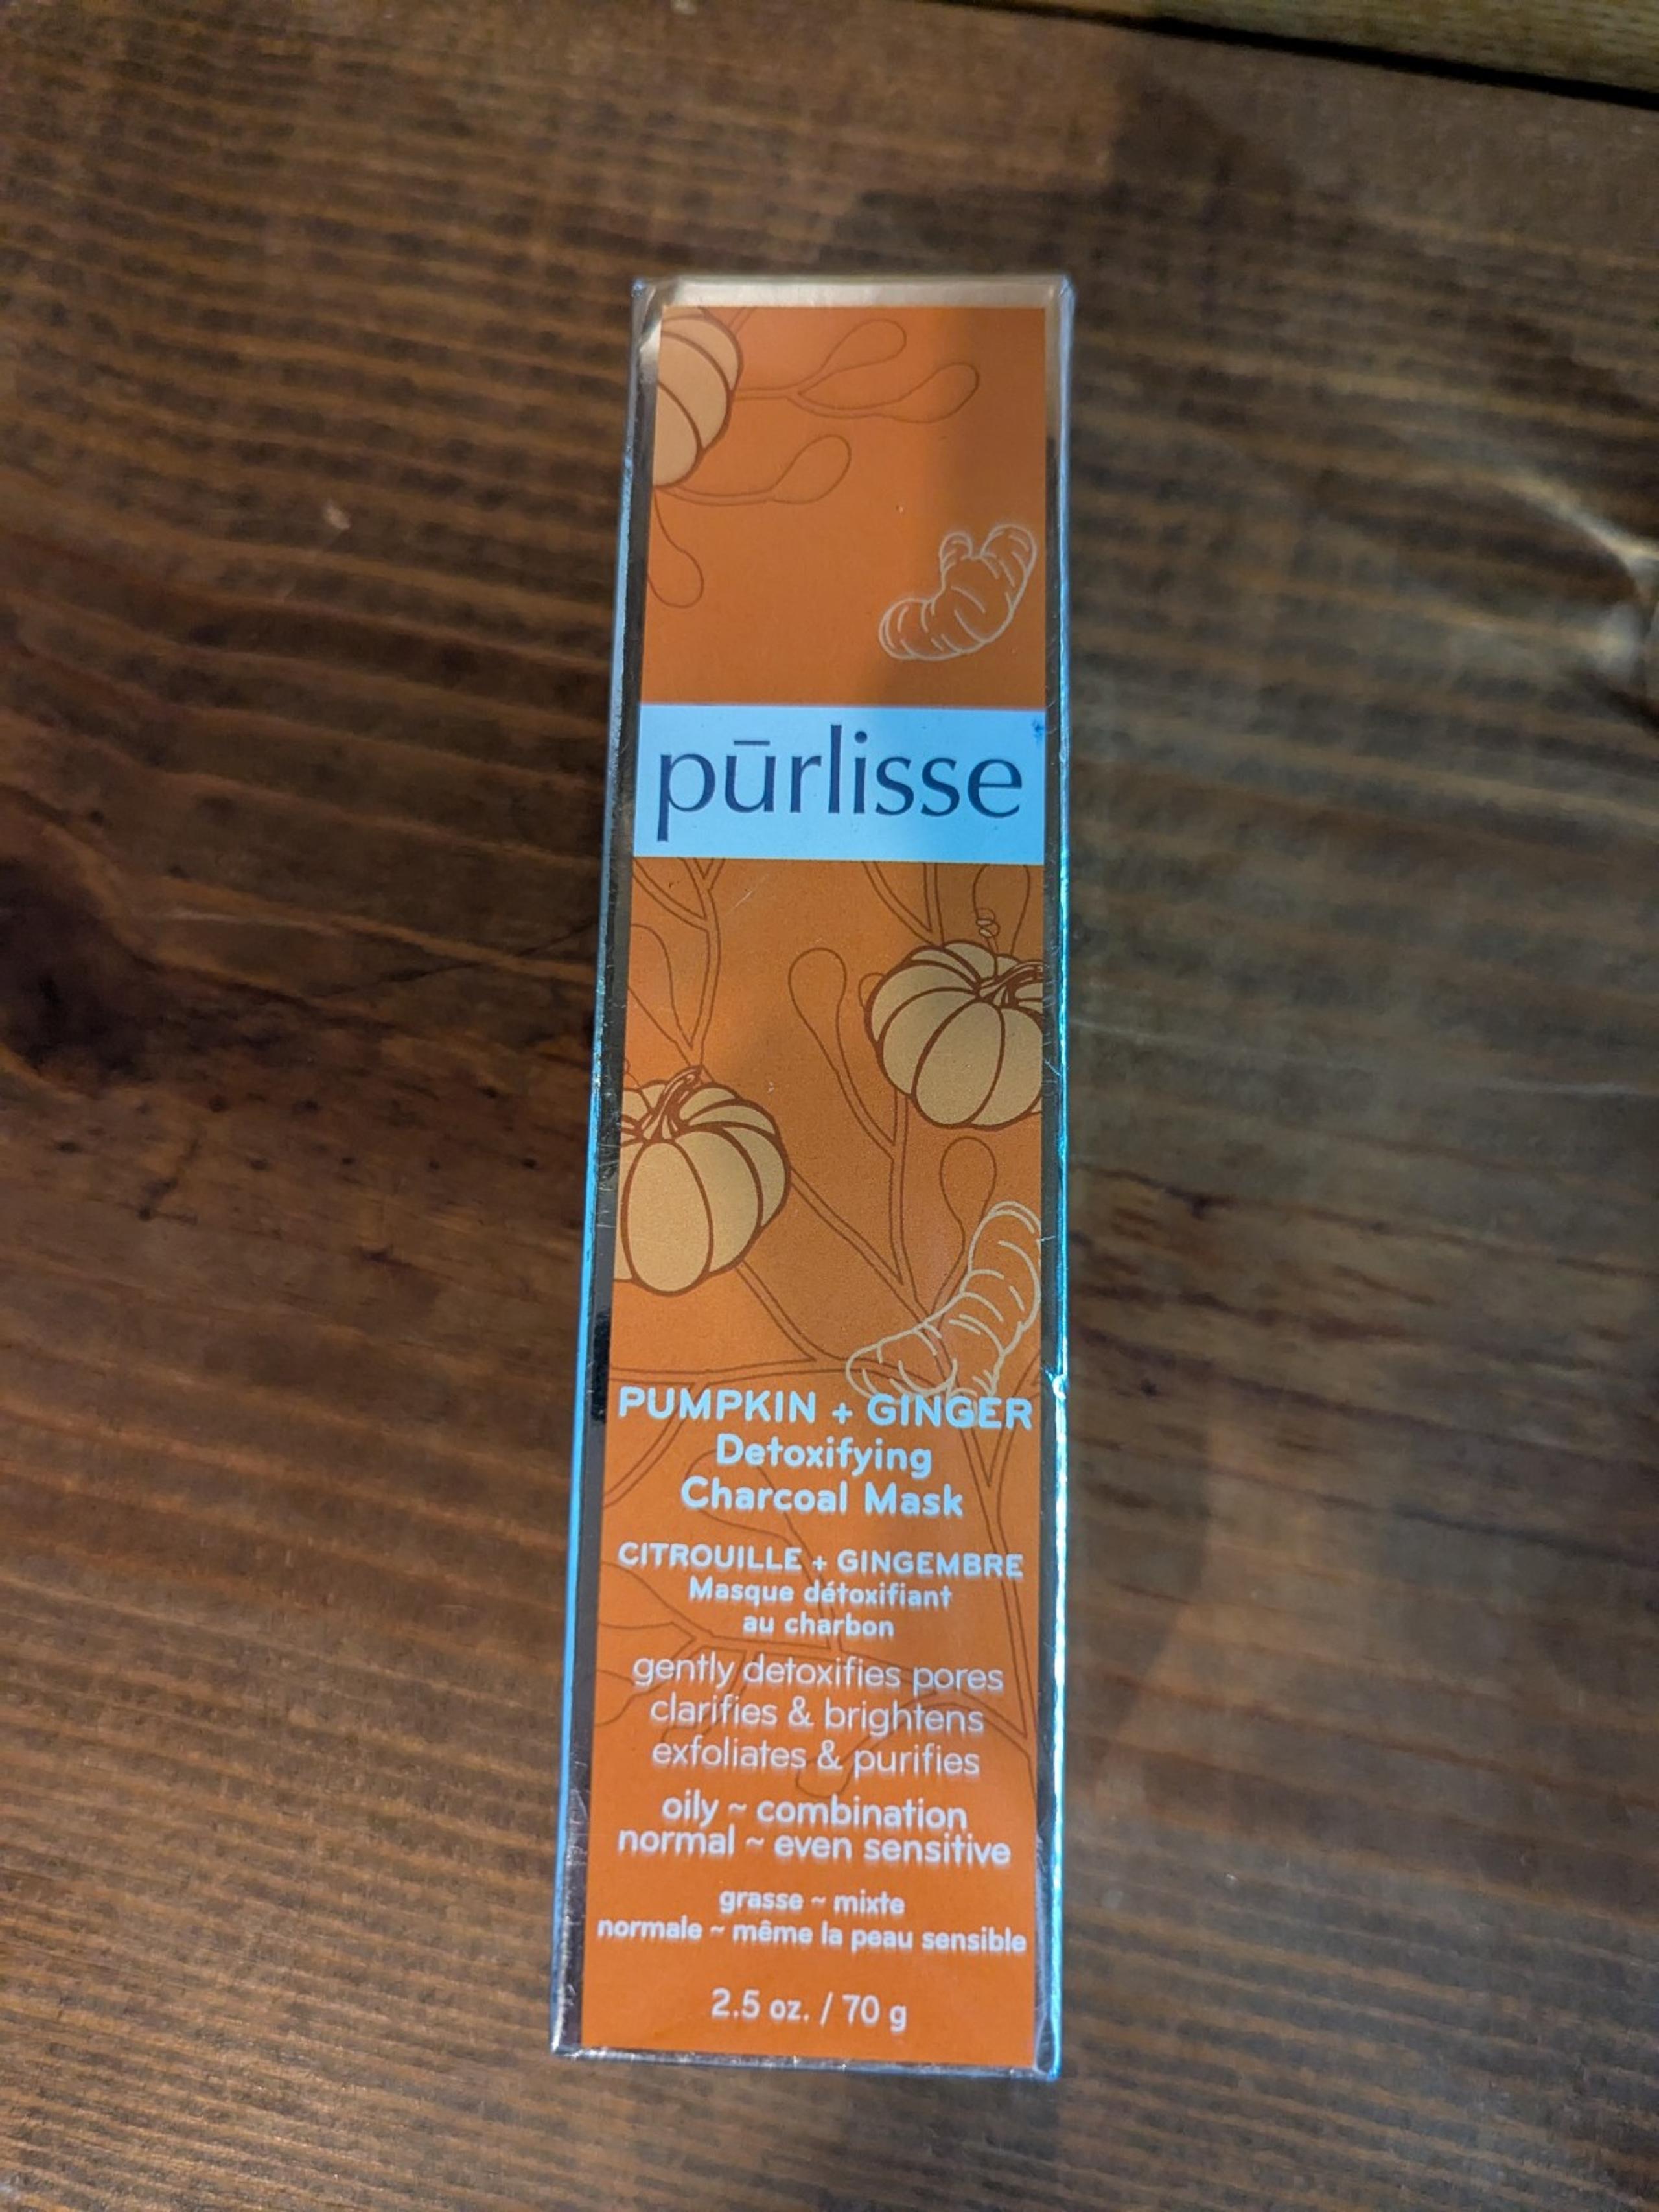 pūrlisse
PUMPKIN + GINGER
Detoxifying
Charcoal Mask
CITROUILLE + GINGEMBRE
Masque détoxifiant
au charbon
gently detoxifies pores
clarifies & brightens
exfoliates & purifies
oily ~ combination
normal ~ even sensitive
grasse ~ mixte
normale ~ même la peau sensible
2.5 oz. / 70 g